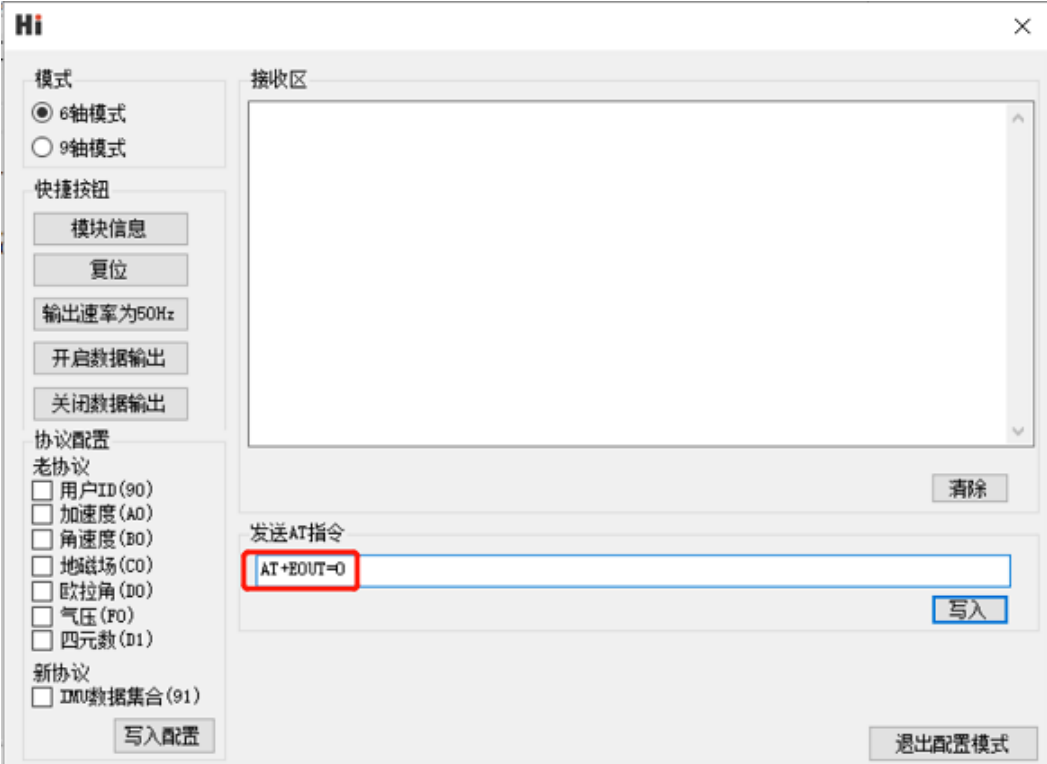 Hi
模式
6轴模式
9轴模式
快捷按钮
模块信息
复位
输出速率为50Hz
开启数据输出
关闭数据输出
协议配置
老协议
用户ID(90)
加速度(A0)
角速度(B0)
地磁场(C0)
欧拉角(D0)
气压(F0)
四元数(D1)
新协议
IMU数据集合(91)
写入配置
接收区
清除
发送AT指令
AT+EOUT=0
写入
退出配置模式